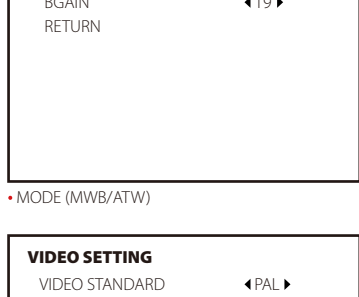 BGAIN ◀ 19 ▶
RETURN
• MODE (MWB/ATW)
VIDEO SETTING
VIDEO STANDARD ◀ PAL ▶